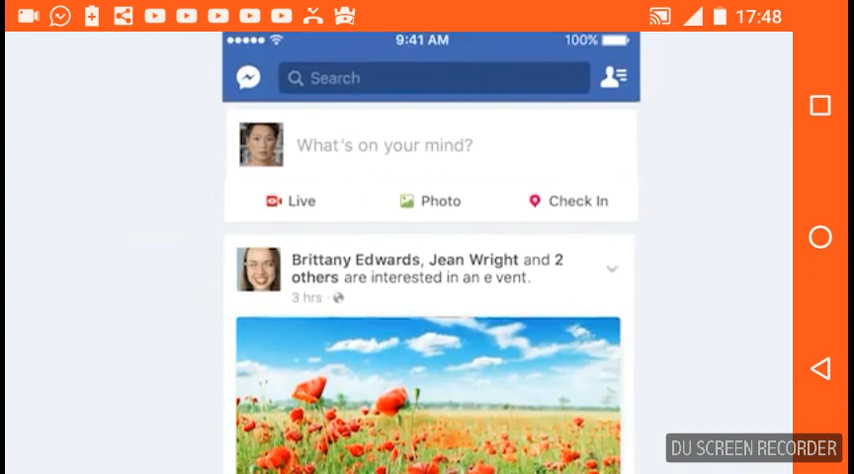 17:48
9:41 AM
100%
Search
What's on your mind?
Live
Photo
Check In
Brittany Edwards, Jean Wright and 2
others are interested in an e vent.
3 hrs ·
DU SCREEN RECORDER